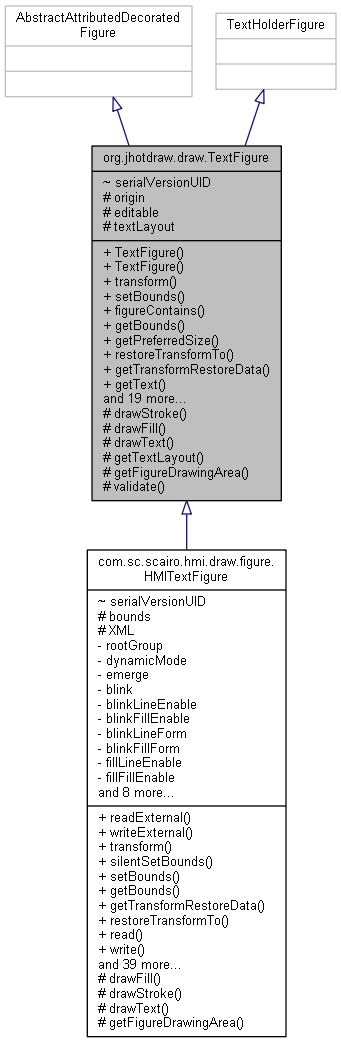 AbstractAttributedDecorated
Figure
TextHolderFigure
org.jhotdraw.draw.TextFigure
~ serialVersionUID
# origin
# editable
# textLayout
+ TextFigure()
+ TextFigure()
+ transform()
+ setBounds()
+ figureContains()
+ getBounds()
+ getPreferredSize()
+ restoreTransformTo()
+ getTransformRestoreData()
+ getText()
and 19 more...
# drawStroke()
# drawFill()
# drawText()
# getTextLayout()
# getFigureDrawingArea()
# validate()
com.sc.scairo.hmi.draw.figure.
HMITextFigure
~ serialVersionUID
# bounds
# XML
- rootGroup
- dynamicMode
- emerge
- blink
- blinkLineEnable
- blinkFillEnable
- blinkLineForm
- blinkFillForm
- fillLineEnable
- fillFillEnable
and 8 more...
+ readExternal()
+ writeExternal()
+ transform()
+ silentSetBounds()
+ setBounds()
+ getBounds()
+ getTransformRestoreData()
+ restoreTransformTo()
+ read()
+ write()
and 39 more...
# drawFill()
# drawStroke()
# drawText()
# getFigureDrawingArea()